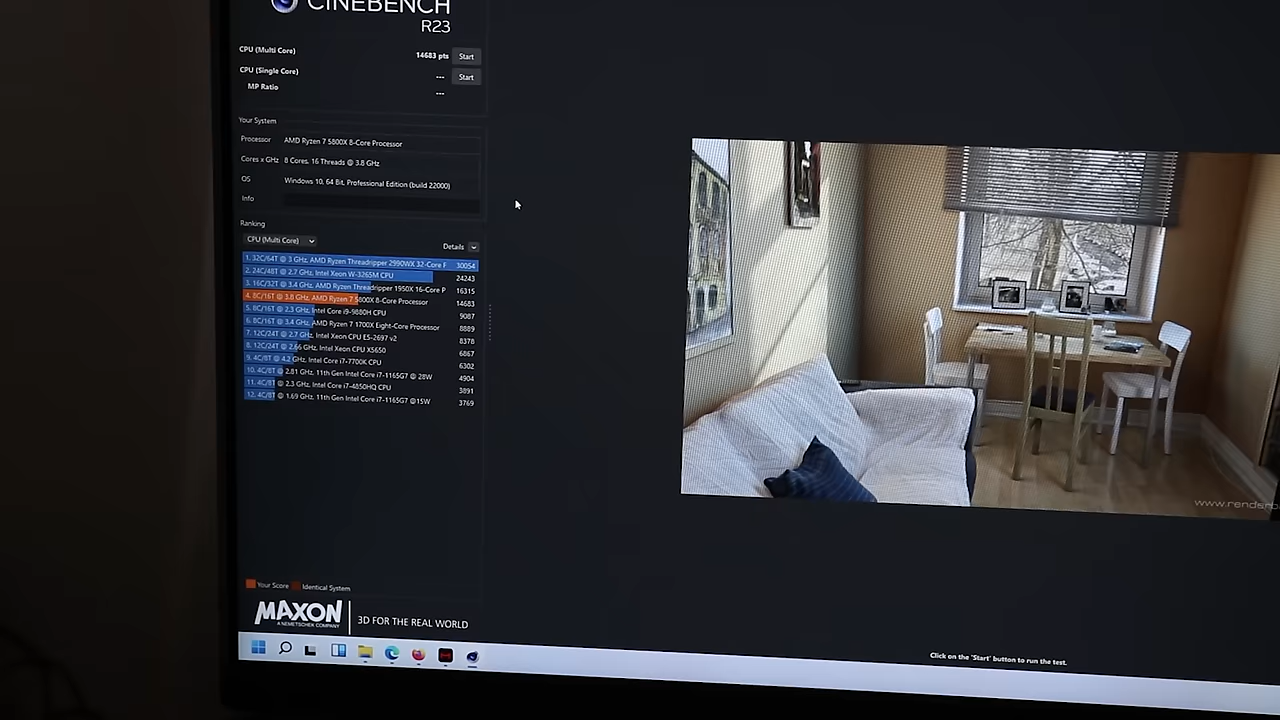 CINEBENCH
R23
CPU (Multi Core) 14683 pts Start
CPU (Single Core) --- Start
MP Ratio ---
Your System
Processor AMD Ryzen 7 5800X 8-Core Processor
Cores x GHz 8 Cores, 16 Threads @ 3.8 GHz
OS Windows 10, 64 Bit, Professional Edition (build 22000)
Info
Ranking
CPU (Multi Core) Details
1. 32C/64T @ 3 GHz, AMD Ryzen Threadripper 2990WX 32-Core P 30054
2. 24C/48T @ 2.7 GHz, Intel Xeon W-3265M CPU 24243
3. 16C/32T @ 3.4 GHz, AMD Ryzen Threadripper 1950X 16-Core P 16315
4. 8C/16T @ 3.8 GHz, AMD Ryzen 7 5800X 8-Core Processor 14683
5. 8C/16T @ 2.3 GHz, Intel Core i9-9880H CPU 9087
6. 8C/16T @ 3.4 GHz, AMD Ryzen 7 1700X Eight-Core Processor 8889
7. 12C/24T @ 2.7 GHz, Intel Xeon CPU E5-2697 v2 8378
8. 12C/24T @ 2.66 GHz, Intel Xeon CPU X5650 6867
9. 4C/8T @ 4.2 GHz, Intel Core i7-7700K CPU 6302
10. 4C/8T @ 2.81 GHz, 11th Gen Intel Core i7-1165G7 @ 28W 4904
11. 4C/8T @ 2.3 GHz, Intel Core i7-4850HQ CPU 3891
12. 4C/8T @ 1.69 GHz, 11th Gen Intel Core i7-1165G7 @15W 3769
www.renderb
Your Score Identical System
MAXON 3D FOR THE REAL WORLD
A NEMETSCHEK COMPANY
Click on the 'Start' button to run the test.